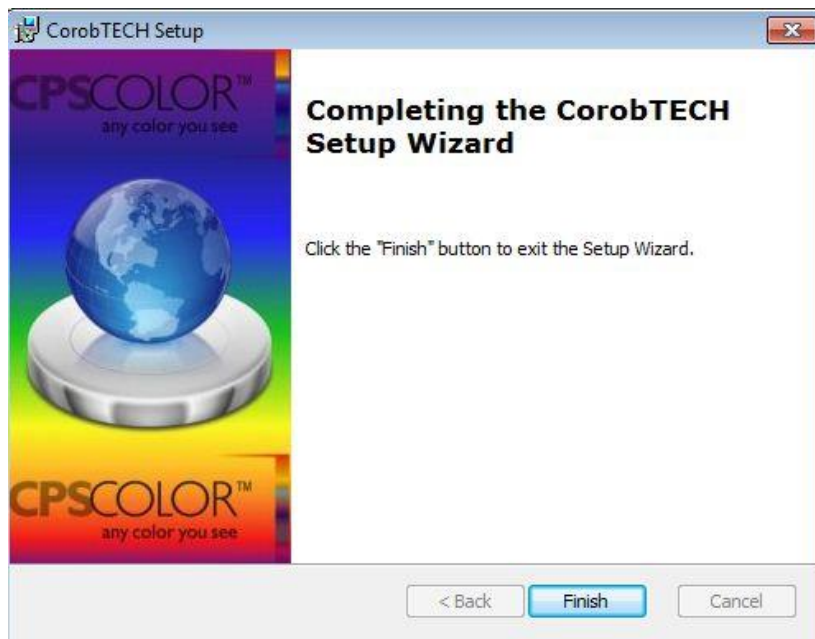 CorobTECH Setup
CPSCOLOR™
any color you see
Completing the CorobTECH
Setup Wizard
Click the "Finish" button to exit the Setup Wizard.
CPSCOLOR™
any color you see
< Back
Finish
Cancel